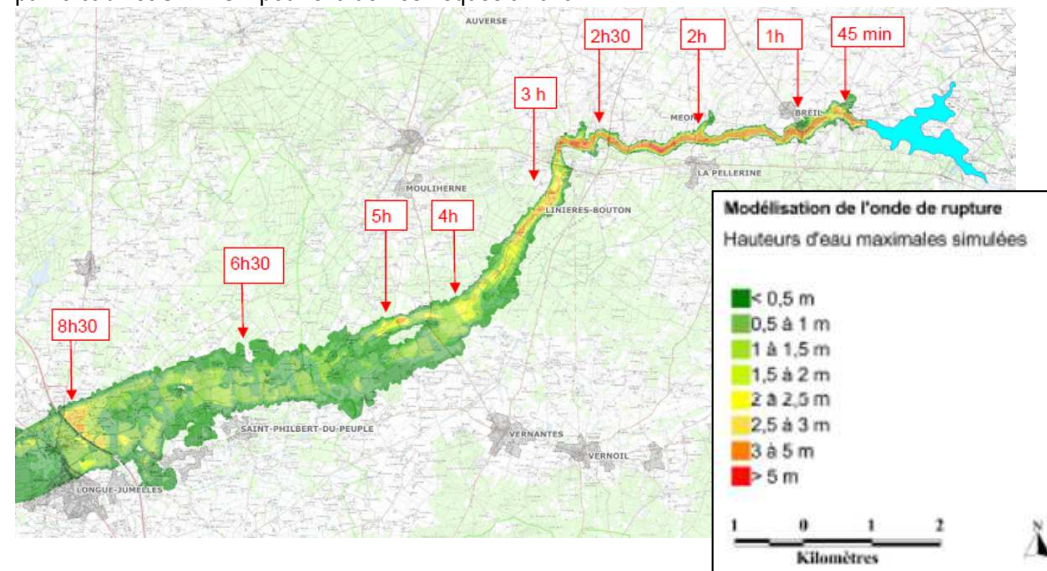 AUVERSE
2h30
2h
1h
45 min
3 h
MEON
BREIL
LA PELLERINE
MOULIHERNE
LINIERES-BOUTON
5h
4h
6h30
8h30
SAINT-PHILBERT-DU-PEUPLE
VERNANTES
VERNOIL
LONGUE-JUMELLES
Modélisation de l'onde de rupture
Hauteurs d'eau maximales simulées
< 0,5 m
0,5 à 1 m
1 à 1,5 m
1,5 à 2 m
2 à 2,5 m
2,5 à 3 m
3 à 5 m
> 5 m
1 0 1 2
Kilomètres
N